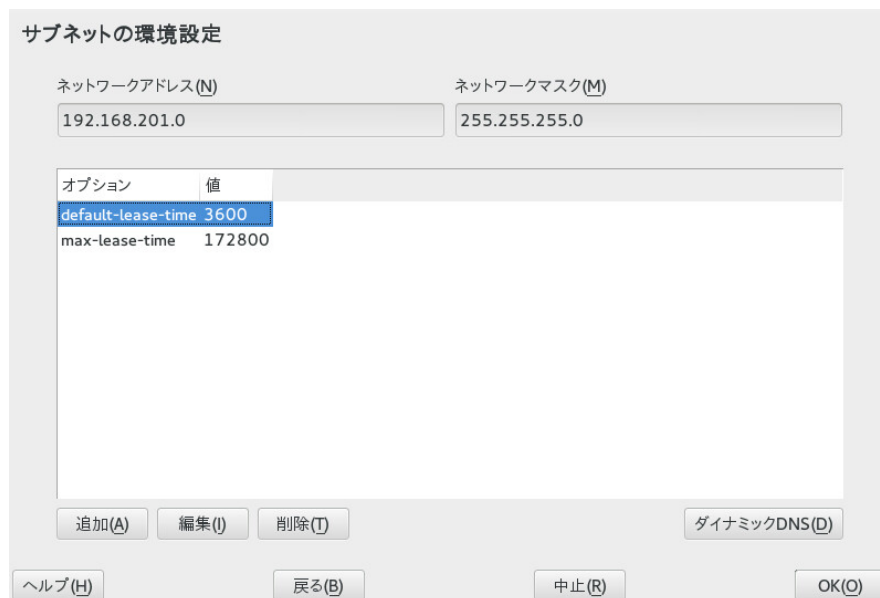 サブネットの環境設定
ネットワークアドレス(N) ネットワークマスク(M)
192.168.201.0 255.255.255.0
オプション 値
default-lease-time 3600
max-lease-time 172800
追加(A) 編集(I) 削除(T) ダイナミックDNS(D)
ヘルプ(H) 戻る(B) 中止(R) OK(O)